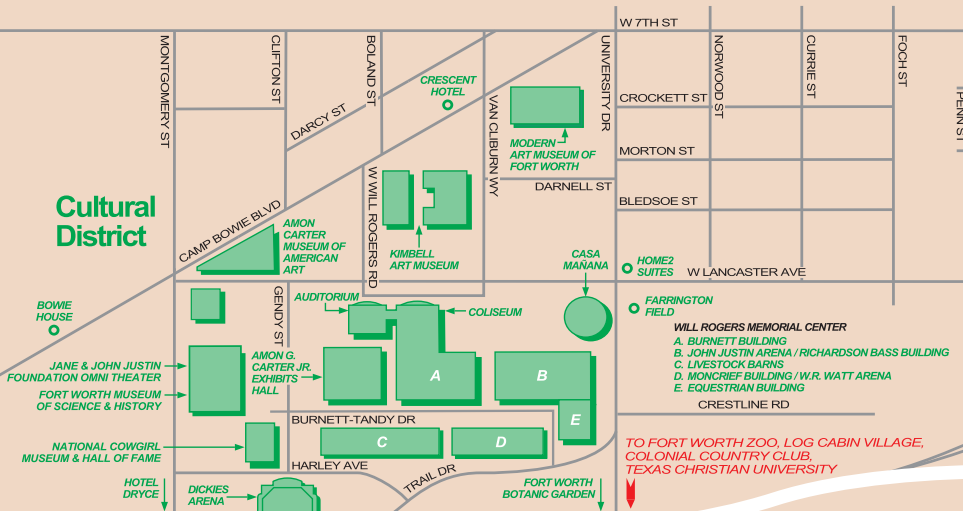 W 7TH ST
MONTGOMERY ST
CLIFTON ST
BOLAND ST
UNIVERSITY DR
NORWOOD ST
CURRIE ST
FOCH ST
PENN ST
CRESCENT
HOTEL
DARCY ST
VAN CLIBURN WY
CROCKETT ST
MODERN
ART MUSEUM OF
FORT WORTH
MORTON ST
DARNELL ST
BLEDSOE ST
Cultural
District
CAMP BOWIE BLVD
W WILL ROGERS RD
AMON
CARTER
MUSEUM OF
AMERICAN
ART
KIMBELL
ART MUSEUM
CASA
MAÑANA
HOME2
SUITES
W LANCASTER AVE
GENDY ST
AUDITORIUM
COLISEUM
BOWIE
HOUSE
FARRINGTON
FIELD
WILL ROGERS MEMORIAL CENTER
A. BURNETT BUILDING
B. JOHN JUSTIN ARENA / RICHARDSON BASS BUILDING
C. LIVESTOCK BARNS
D. MONCRIEF BUILDING / W.R. WATT ARENA
E. EQUESTRIAN BUILDING
JANE & JOHN JUSTIN
FOUNDATION OMNI THEATER
FORT WORTH MUSEUM
OF SCIENCE & HISTORY
AMON G.
CARTER JR.
EXHIBITS
HALL
A
B
E
CRESTLINE RD
BURNETT-TANDY DR
C
D
NATIONAL COWGIRL
MUSEUM & HALL OF FAME
HARLEY AVE
TRAIL DR
TO FORT WORTH ZOO, LOG CABIN VILLAGE,
COLONIAL COUNTRY CLUB,
TEXAS CHRISTIAN UNIVERSITY
HOTEL
DRYCE
DICKIES
ARENA
FORT WORTH
BOTANIC GARDEN